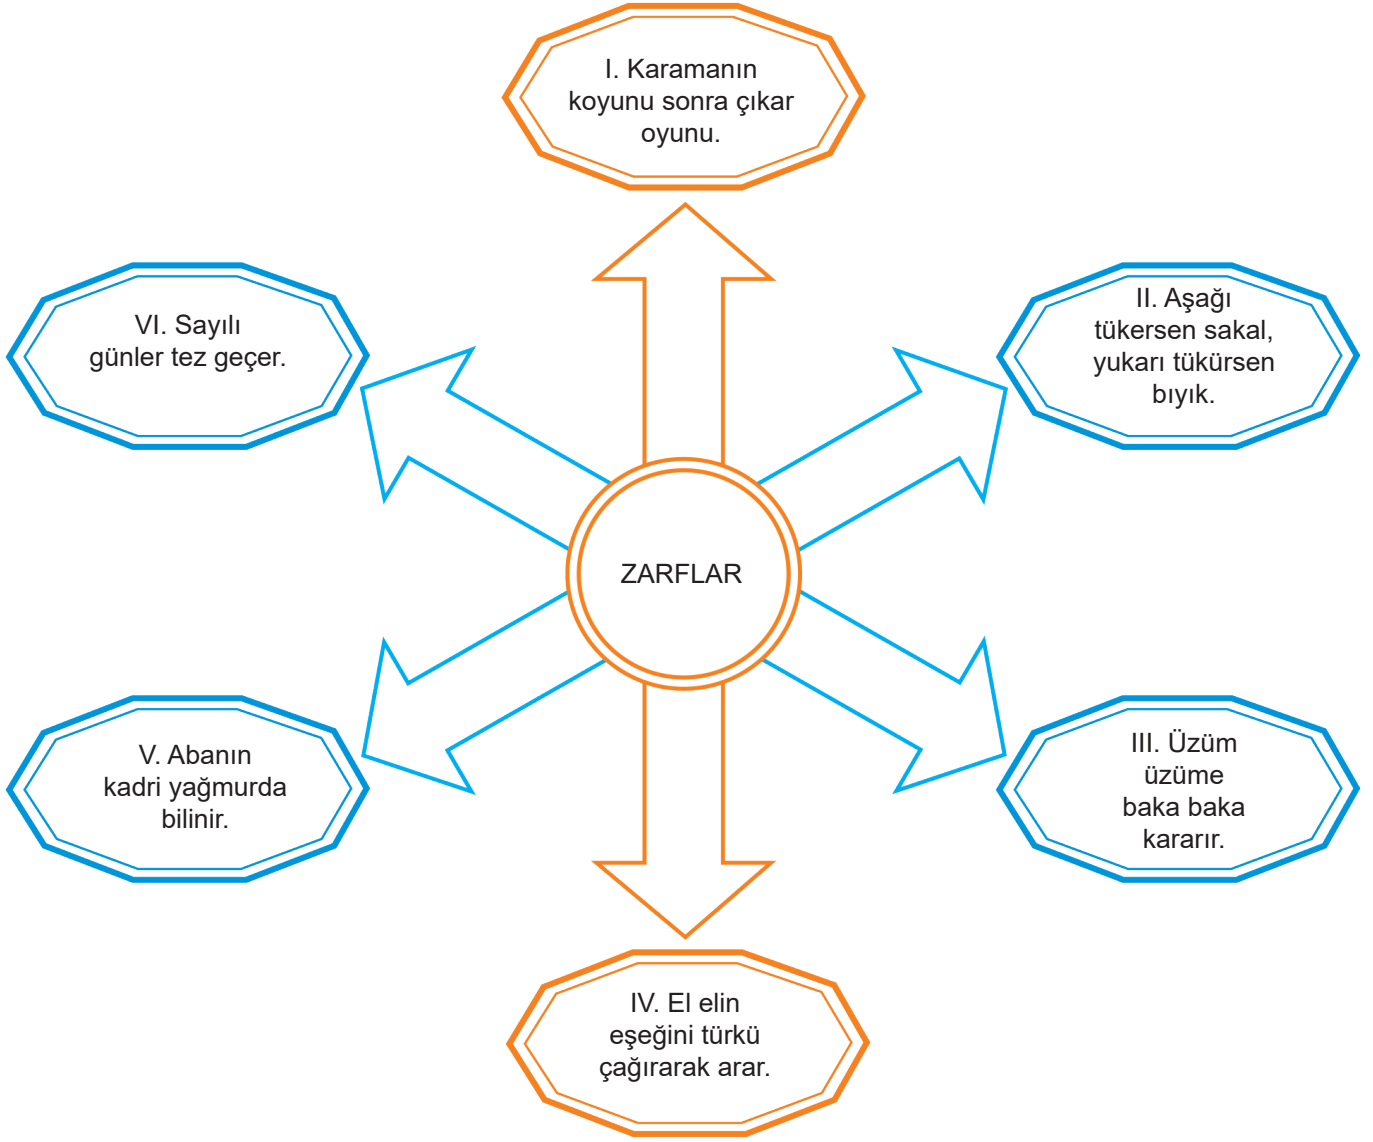 I. Karamanın
koyunu sonra çıkar
oyunu.
II. Aşağı
tükersen sakal,
yukarı tükürsen
bıyık.
III. Üzüm
üzüme
baka baka
kararır.
IV. El elin
eşeğini türkü
çağırarak arar.
V. Abanın
kadri yağmurda
bilinir.
VI. Sayılı
günler tez geçer.
ZARFLAR